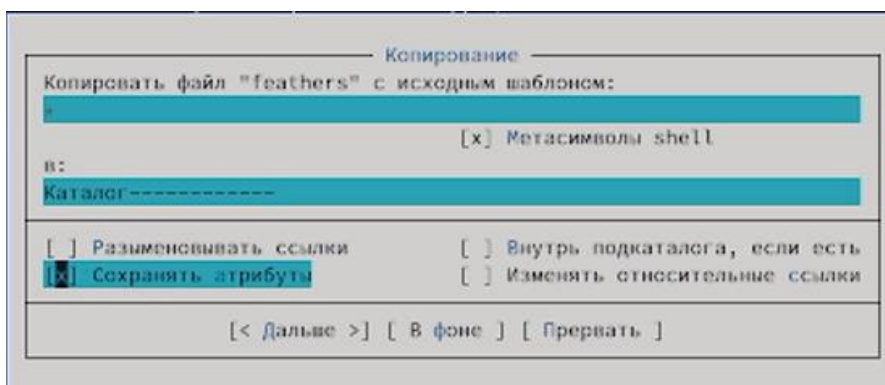 Копирование
Копировать файл "feathers" с исходным шаблоном:
*
[x] Метасимволы shell
в:
Каталог------------
[ ] Разыменовывать ссылки [ ] Внутрь подкаталога, если есть
[x] Сохранять атрибуты [ ] Изменять относительные ссылки
[< Дальше >] [ В фоне ] [ Прервать ]